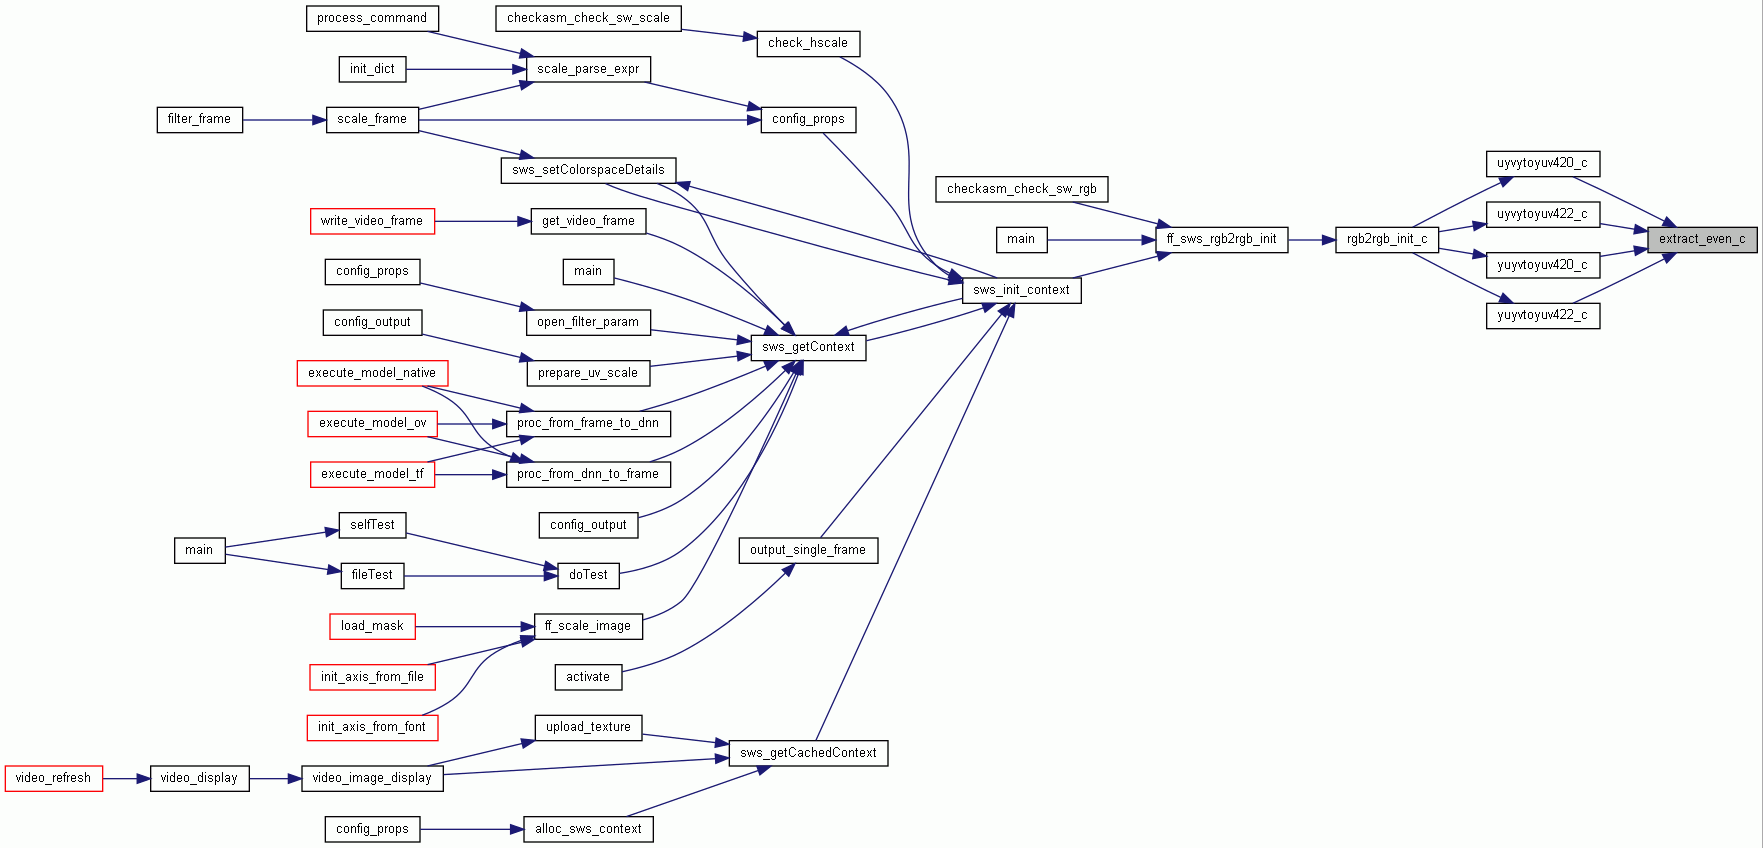 process_command
checkasm_check_sw_scale
check_hscale
init_dict
scale_parse_expr
filter_frame
scale_frame
config_props
sws_setColorspaceDetails
uyvytoyuv420_c
checkasm_check_sw_rgb
write_video_frame
get_video_frame
uyvytoyuv422_c
main
ff_sws_rgb2rgb_init
rgb2rgb_init_c
extract_even_c
config_props
main
yuyvtoyuv420_c
sws_init_context
config_output
open_filter_param
yuyvtoyuv422_c
sws_getContext
execute_model_native
prepare_uv_scale
execute_model_ov
proc_from_frame_to_dnn
execute_model_tf
proc_from_dnn_to_frame
selfTest
config_output
main
output_single_frame
fileTest
doTest
load_mask
ff_scale_image
init_axis_from_file
activate
init_axis_from_font
upload_texture
sws_getCachedContext
video_refresh
video_display
video_image_display
config_props
alloc_sws_context